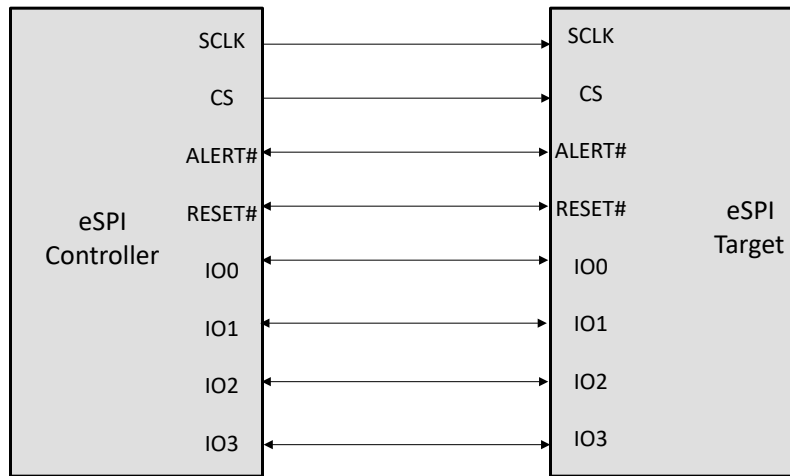 SCLK
CS
ALERT#
RESET#
IO0
IO1
IO2
IO3
eSPI
Controller
SCLK
CS
ALERT#
RESET#
IO0
IO1
IO2
IO3
eSPI
Target